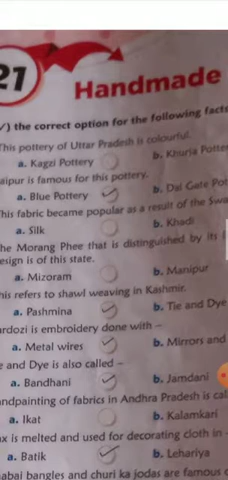 21
Handmade
✓) the correct option for the following facts
This pottery of Uttar Pradesh is colourful.
a. Kagzi Pottery b. Khurja Potte
aipur is famous for this pottery.
a. Blue Pottery b. Dal Gate Pot
This fabric became popular as a result of the Swa
a. Silk b. Khadi
he Morang Phee that is distinguished by its
esign is of this state.
a. Mizoram b. Manipur
his refers to shawl weaving in Kashmir.
a. Pashmina b. Tie and Dye
ardozi is embroidery done with –
a. Metal wires b. Mirrors and
e and Dye is also called –
a. Bandhani b. Jamdani
andpainting of fabrics in Andhra Pradesh is cal
a. Ikat b. Kalamkari
ax is melted and used for decorating cloth in
a. Batik b. Lehariya
abai bangles and churi ka jodas are famous